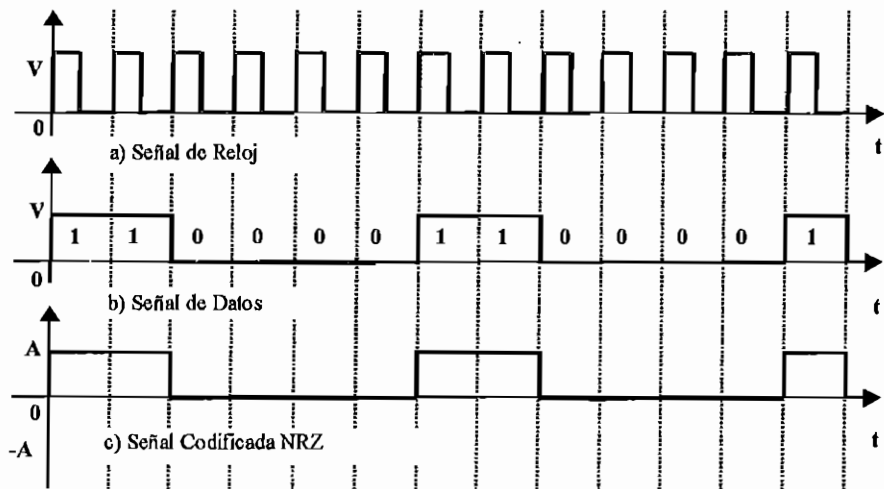 V
0
t
a) Señal de Reloj
V
1 1 0 0 0 0 1 1 0 0 0 0 1
0
t
b) Señal de Datos
A
0
t
c) Señal Codificada NRZ
-A